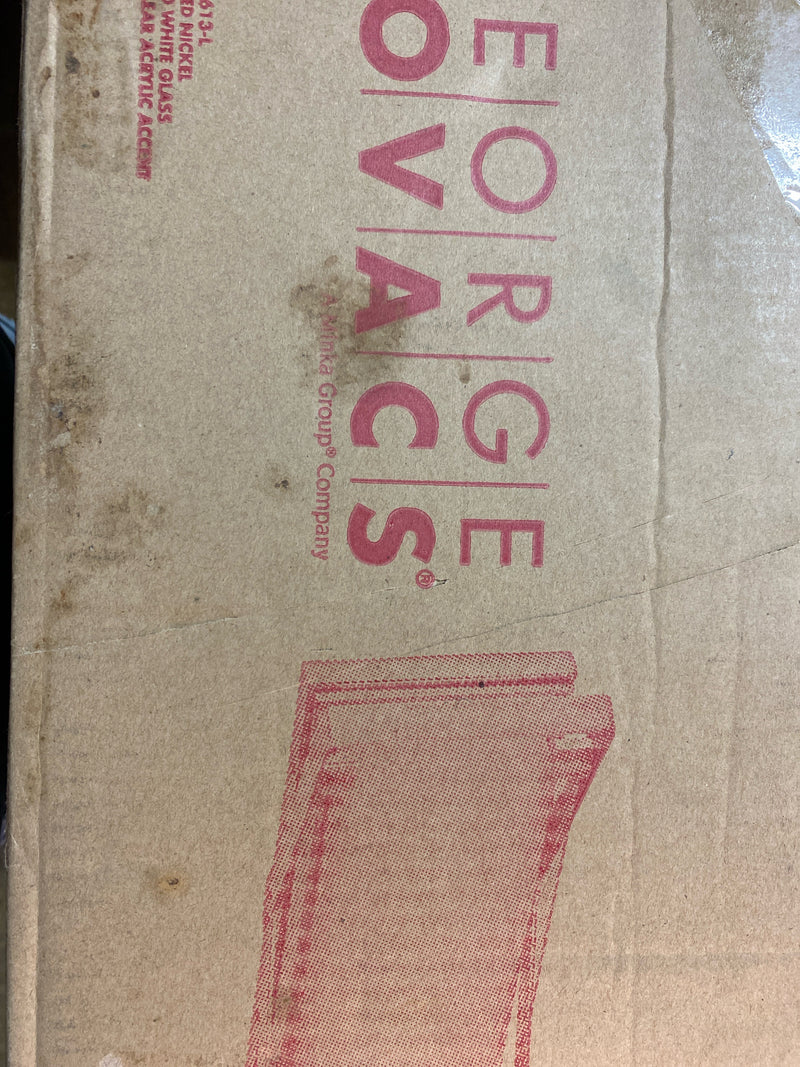 EORGE
OVACS®
A Minka Group® Company
613-L
ED NICKEL
WHITE GLASS
EAR ACRYLIC ACCENT